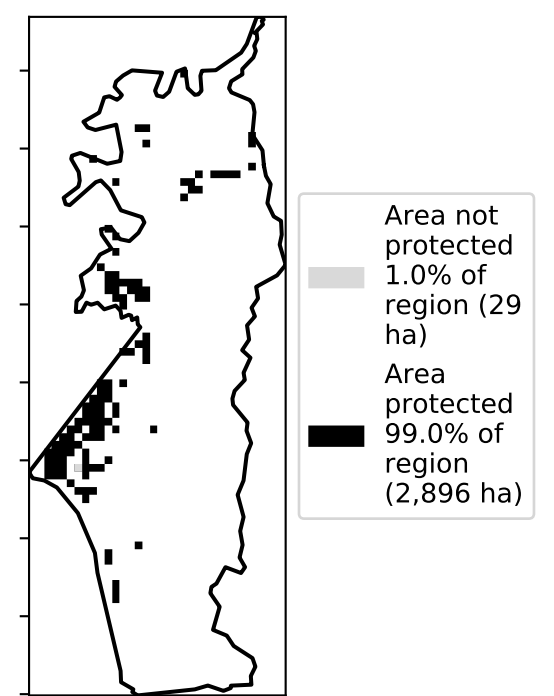 Area not
protected
1.0% of
region (29
ha)
Area
protected
99.0% of
region
(2,896 ha)